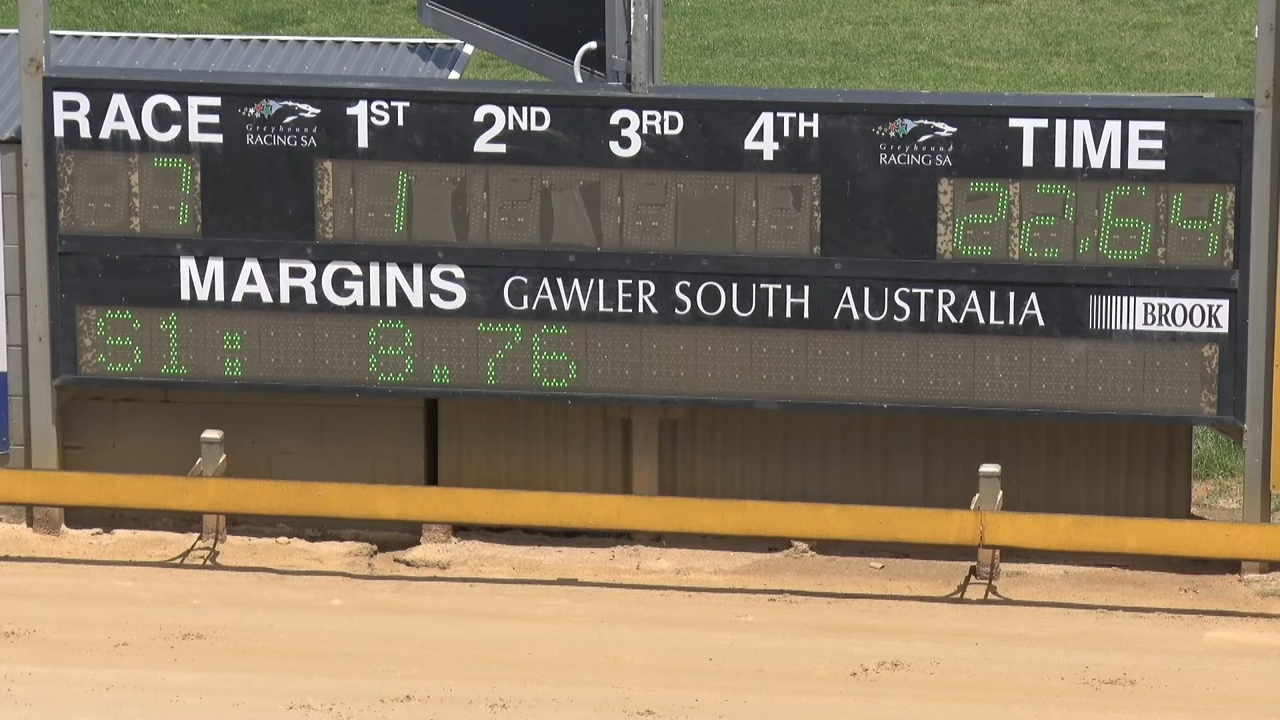 RACE Greyhound RACING SA 1ST 2ND 3RD 4TH Greyhound RACING SA TIME
7 1 22.64
MARGINS GAWLER SOUTH AUSTRALIA BROOK
S1: 8.76